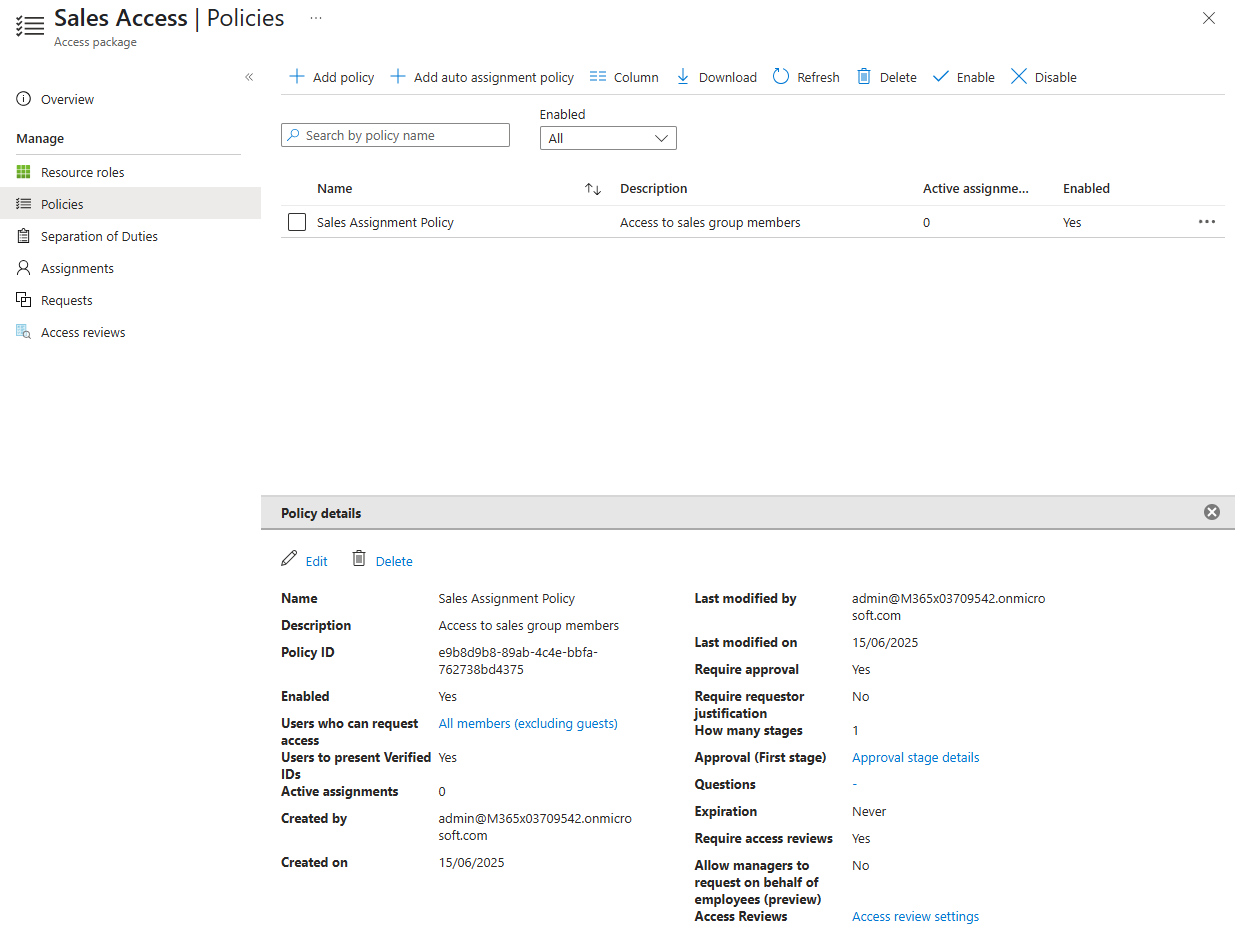 Sales Access | Policies ...
Access package
«
Overview
Manage
Resource roles
Policies
Separation of Duties
Assignments
Requests
Access reviews
Add policy Add auto assignment policy Column Download Refresh Delete Enable Disable
Enabled
Search by policy name All
Name Description Active assignme... Enabled
Sales Assignment Policy Access to sales group members 0 Yes ...
Policy details
Edit Delete
Name Sales Assignment Policy
Description Access to sales group members
Policy ID e9b8d9b8-89ab-4c4e-bbfa-
762738bd4375
Enabled Yes
Users who can request All members (excluding guests)
access
Users to present Verified Yes
IDs
Active assignments 0
Created by admin@M365x03709542.onmicro
soft.com
Created on 15/06/2025
Last modified by admin@M365x03709542.onmicro
soft.com
Last modified on 15/06/2025
Require approval Yes
Require requestor No
justification
How many stages 1
Approval (First stage) Approval stage details
Questions -
Expiration Never
Require access reviews Yes
Allow managers to No
request on behalf of
employees (preview)
Access Reviews Access review settings